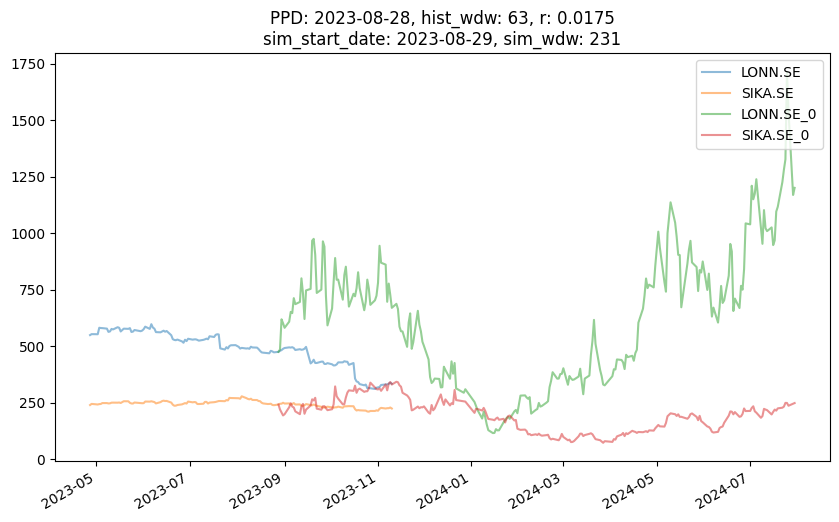 PPD: 2023-08-28, hist_wdw: 63, r: 0.0175
sim_start_date: 2023-08-29, sim_wdw: 231
1750
1500
1250
1000
750
500
250
0
LONN.SE
SIKA.SE
LONN.SE_0
SIKA.SE_0
2023-05
2023-07
2023-09
2023-11
2024-01
2024-03
2024-05
2024-07